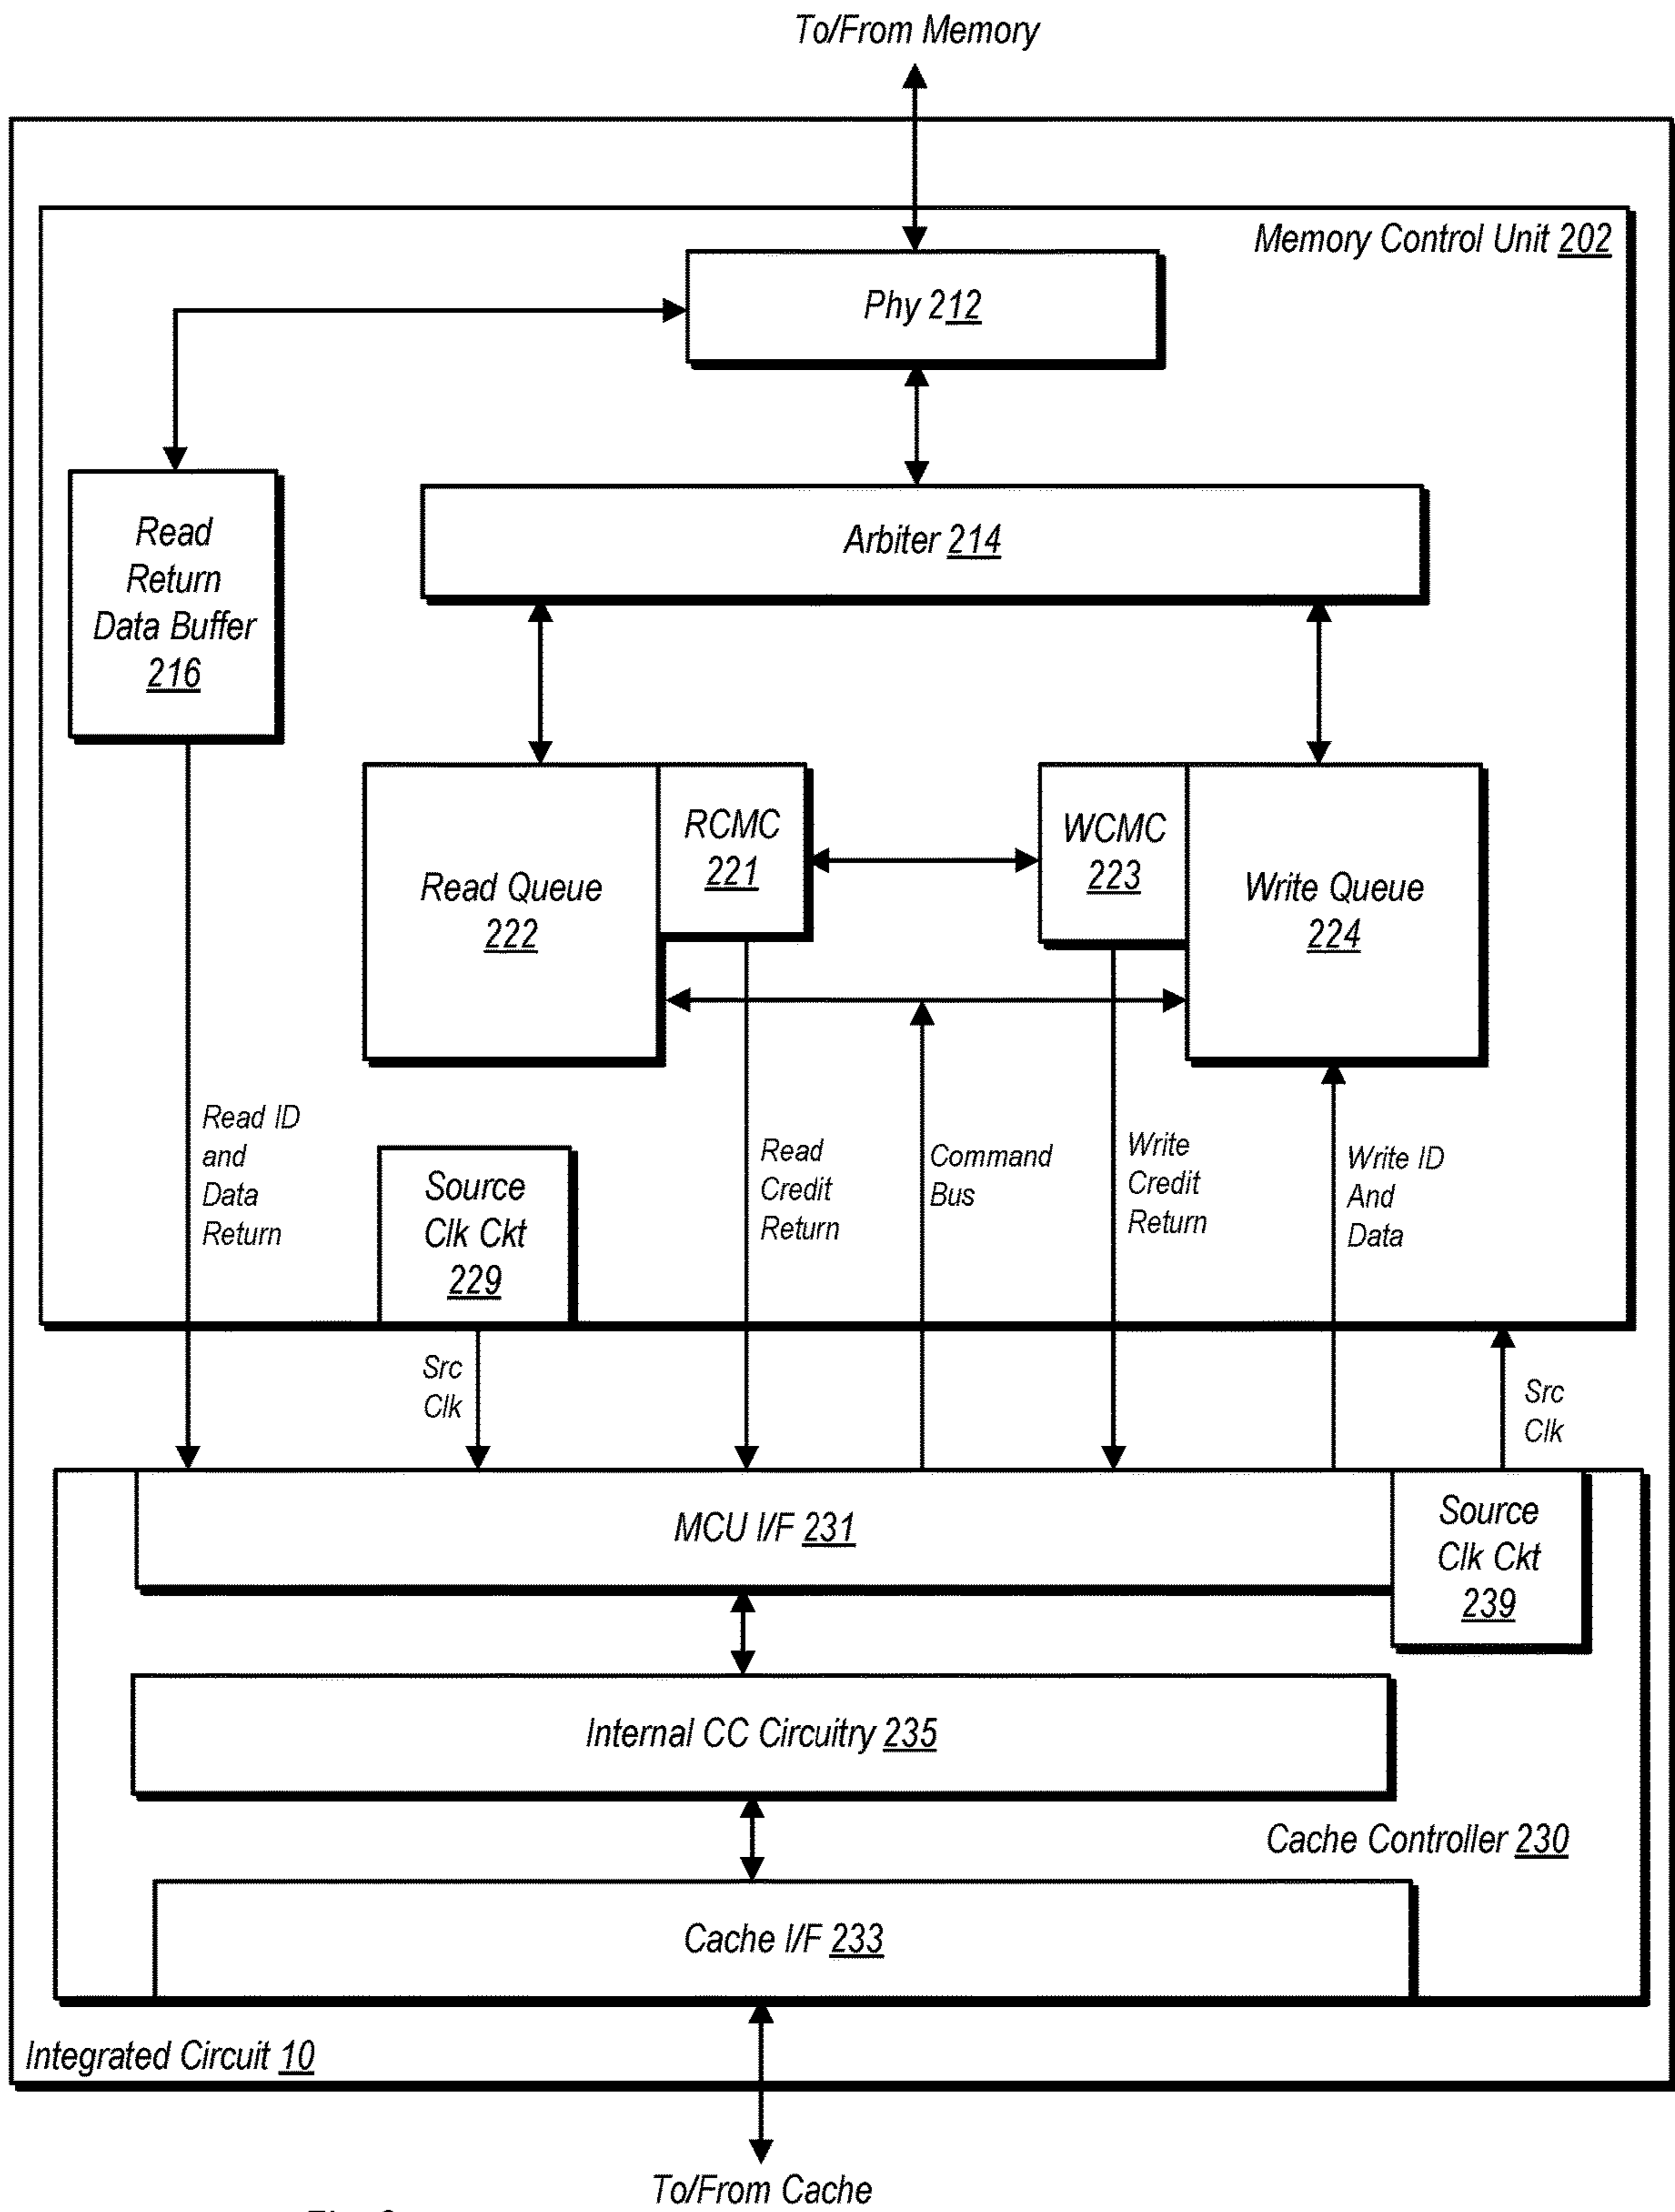 To/From Memory
Memory Control Unit 202
Phy 212
Read
Return
Data Buffer
216
Arbiter 214
Read Queue
222
RCMC
221
WCMC
223
Write Queue
224
Read ID
and
Data
Return
Source
Clk Ckt
229
Read
Credit
Return
Command
Bus
Write
Credit
Return
Write ID
And
Data
Src
Clk
Src
Clk
MCU I/F 231
Source
Clk Ckt
239
Internal CC Circuitry 235
Cache Controller 230
Cache I/F 233
Integrated Circuit 10
To/From Cache